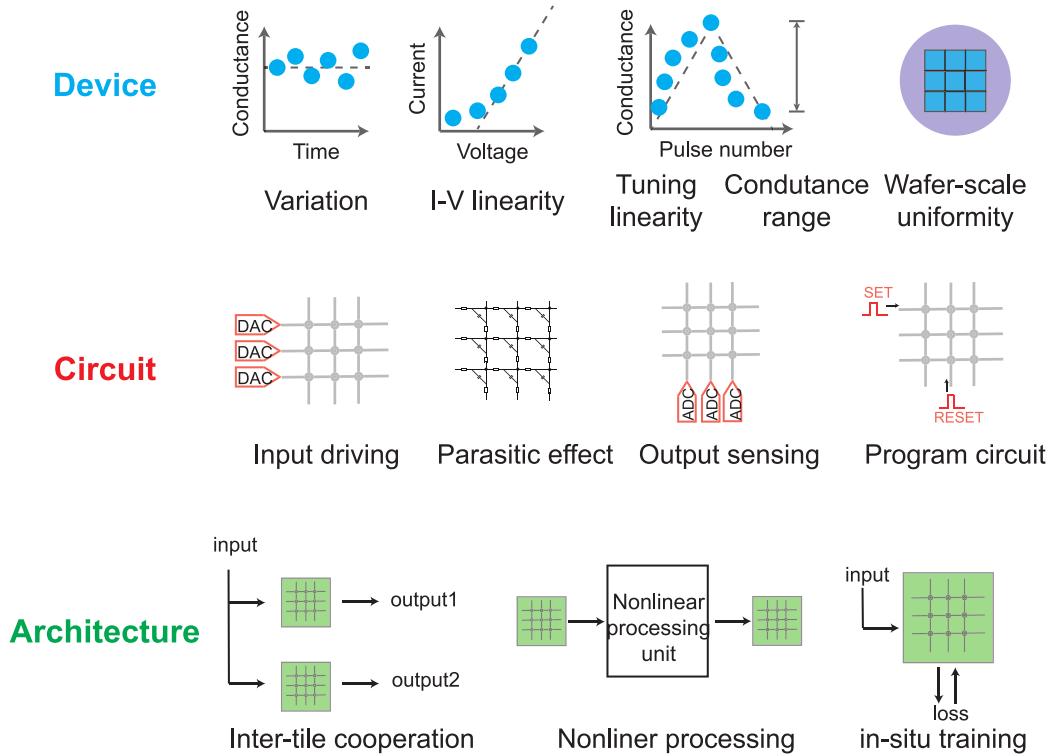 Device
Conductance
Time
Variation
Current
Voltage
I-V linearity
Conductance
Pulse number
Tuning
linearity
Condutance
range
Wafer-scale
uniformity
Circuit
DAC
DAC
DAC
Input driving
Parasitic effect
ADC
ADC
ADC
Output sensing
SET
RESET
Program circuit
Architecture
input
output1
output2
Inter-tile cooperation
Nonlinear
processing
unit
Nonliner processing
input
loss
in-situ training